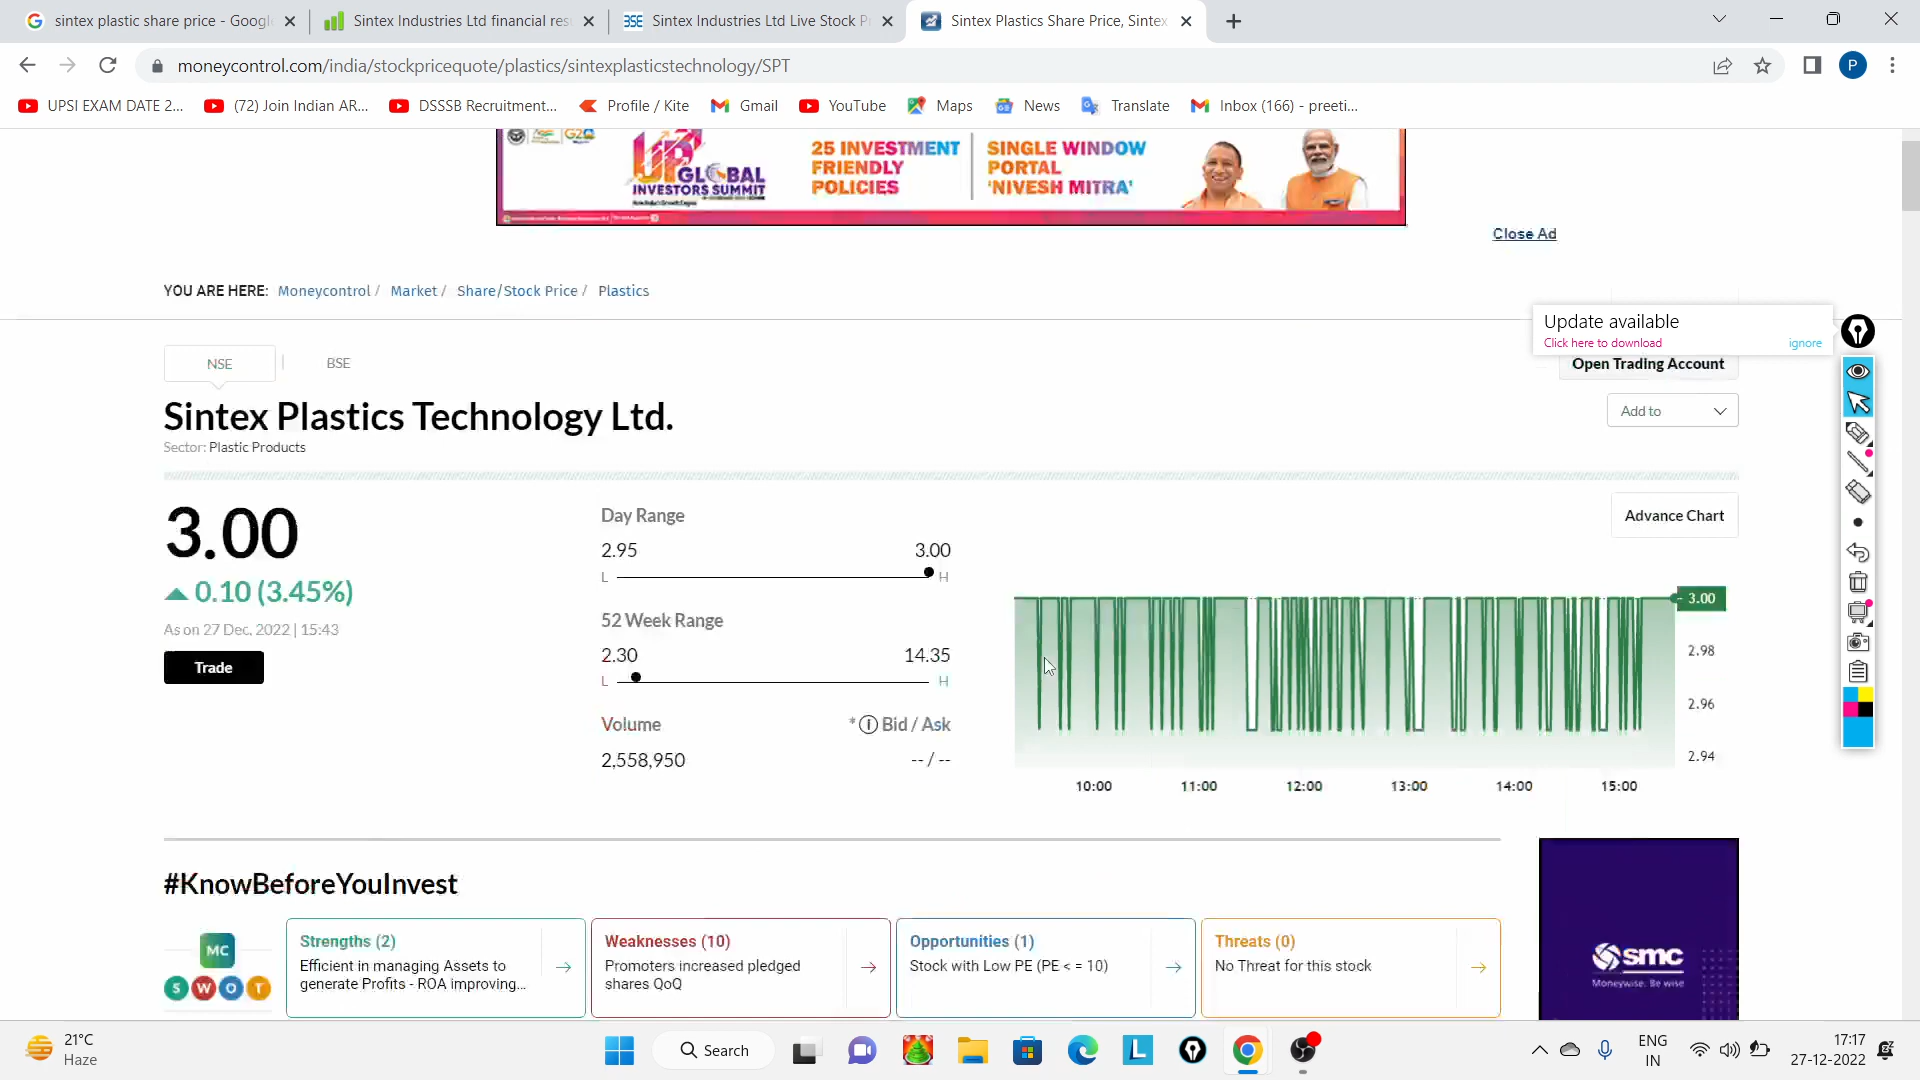 sintex plastic share price - Googl
Sintex Industries Ltd financial res
BSE
Sintex Industries Ltd Live Stock P
Sintex Plastics Share Price, Sintex
moneycontrol.com/india/stockpricequote/plastics/sintexplasticstechnology/SPT
P
UPSI EXAM DATE 2...
(72) Join Indian AR...
DSSSB Recruitment...
Profile / Kite
Gmail
YouTube
Maps
News
Translate
Inbox (166) - preeti...
G20
UP GLOBAL
INVESTORS SUMMIT
25 INVESTMENT
FRIENDLY
POLICIES
SINGLE WINDOW
PORTAL
'NIVESH MITRA'
Close Ad
YOU ARE HERE: Moneycontrol / Market / Share/Stock Price / Plastics
Update available
Click here to download
ignore
NSE
BSE
Open Trading Account
Sintex Plastics Technology Ltd.
Add to
Sector: Plastic Products
3.00
0.10 (3.45%)
As on 27 Dec, 2022 | 15:43
Trade
Day Range
2.95 3.00
L H
52 Week Range
2.30 14.35
L H
Volume
* i Bid / Ask
2,558,950
-- / --
Advance Chart
3.00
2.98
2.96
2.94
10:00 11:00 12:00 13:00 14:00 15:00
#KnowBeforeYouInvest
MC
S W O T
Strengths (2)
Efficient in managing Assets to
generate Profits - ROA improving...
Weaknesses (10)
Promoters increased pledged
shares QoQ
Opportunities (1)
Stock with Low PE (PE < = 10)
Threats (0)
No Threat for this stock
smc
Moneywise. Be wise
21°C
Haze
Search
L
ENG
IN
17:17
27-12-2022